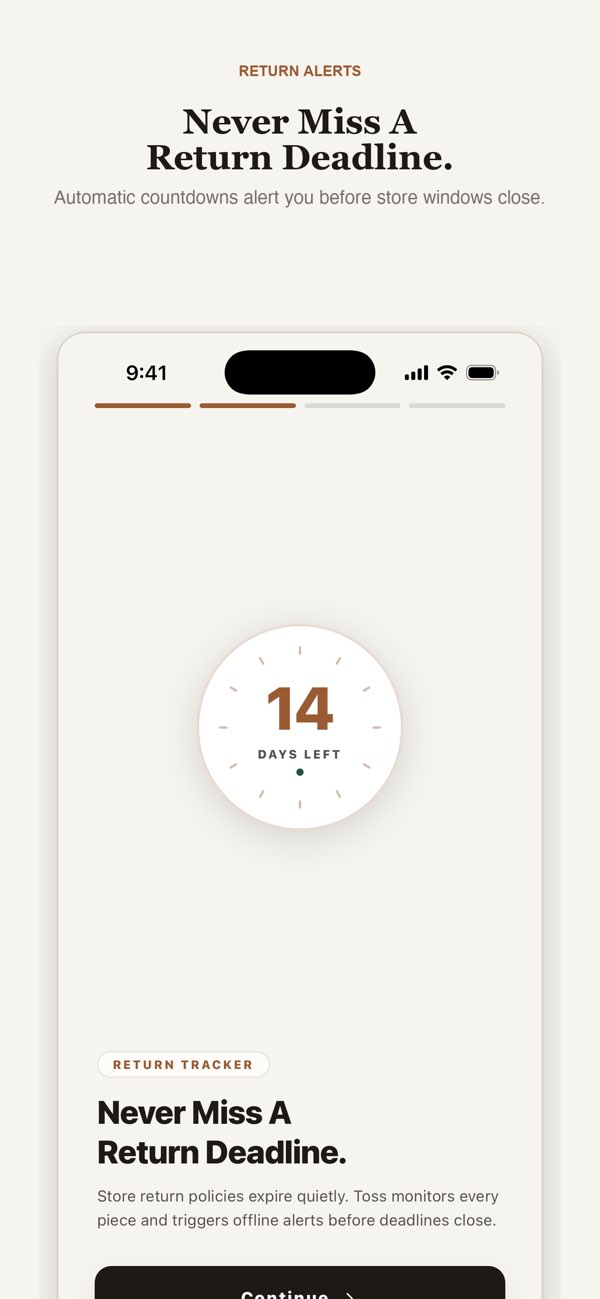 RETURN ALERTS
Never Miss A
Return Deadline.
Automatic countdowns alert you before store windows close.
9:41
14
DAYS LEFT
RETURN TRACKER
Never Miss A
Return Deadline.
Store return policies expire quietly. Toss monitors every
piece and triggers offline alerts before deadlines close.
Continue